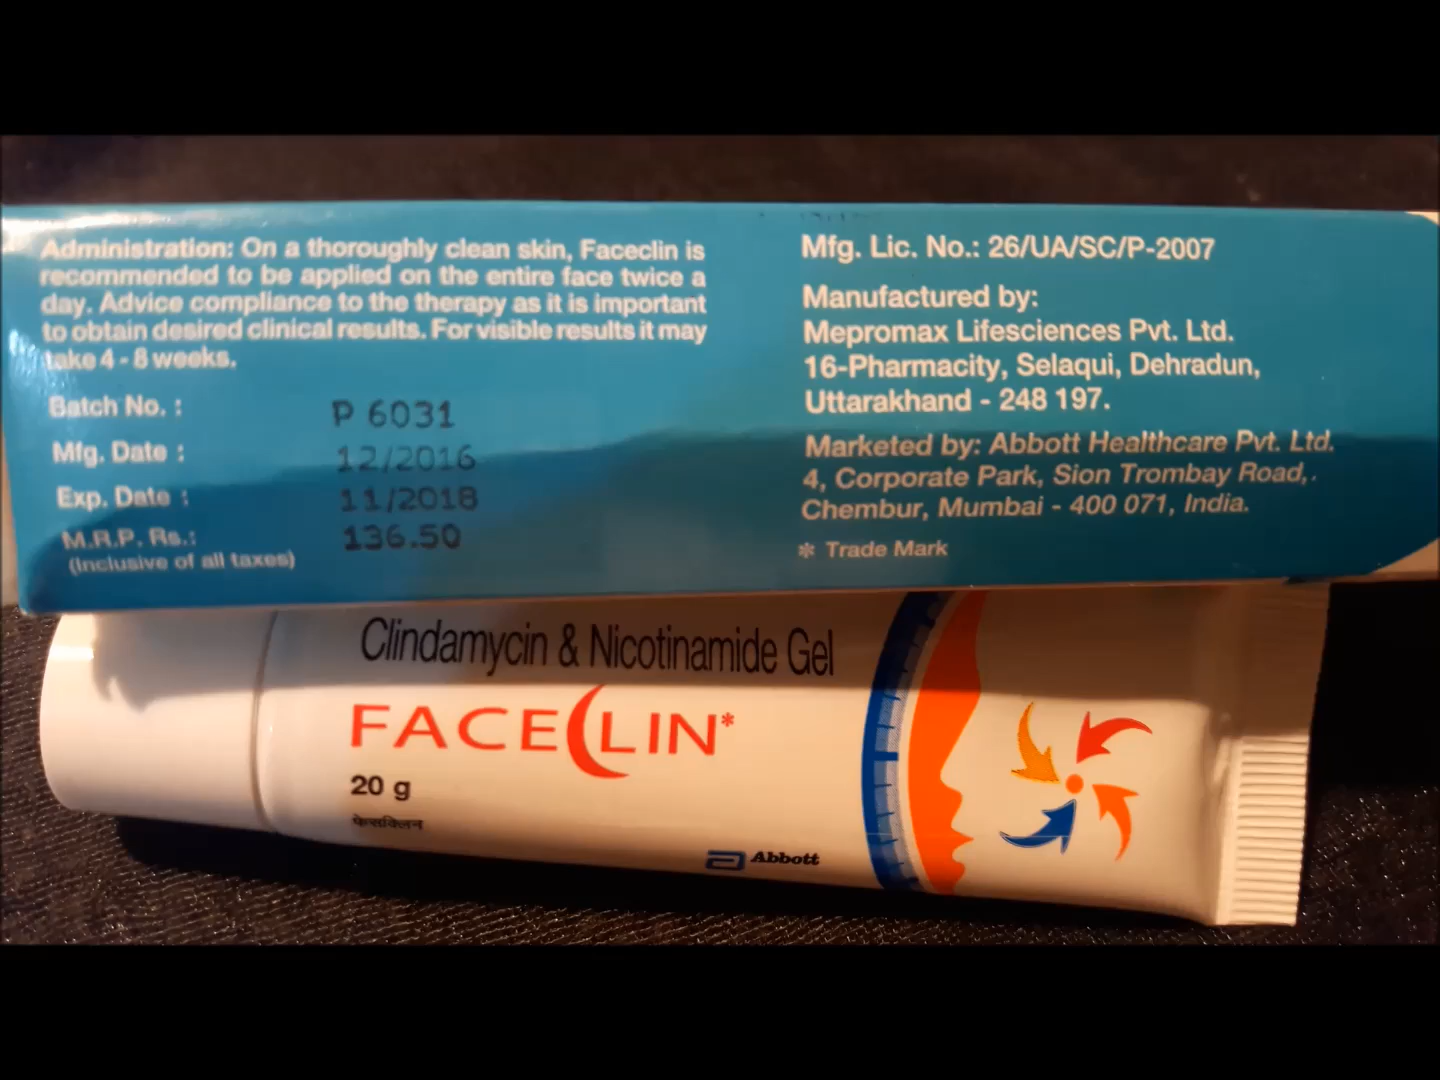 Administration: On a thoroughly clean skin, Faceclin is
recommended to be applied on the entire face twice a
day. Advice compliance to the therapy as it is important
to obtain desired clinical results. For visible results it may
take 4 - 8 weeks.
Batch No. : P 6031
Mfg. Date : 12/2016
Exp. Date : 11/2018
M.R.P. Rs.: 136.50
(Inclusive of all taxes)
Mfg. Lic. No.: 26/UA/SC/P-2007
Manufactured by:
Mepromax Lifesciences Pvt. Ltd.
16-Pharmacity, Selaqui, Dehradun,
Uttarakhand - 248 197.
Marketed by: Abbott Healthcare Pvt. Ltd.
4, Corporate Park, Sion Trombay Road,
Chembur, Mumbai - 400 071, India.
* Trade Mark
Clindamycin & Nicotinamide Gel
FACECLIN*
20 g
फेसक्लिन
Abbott